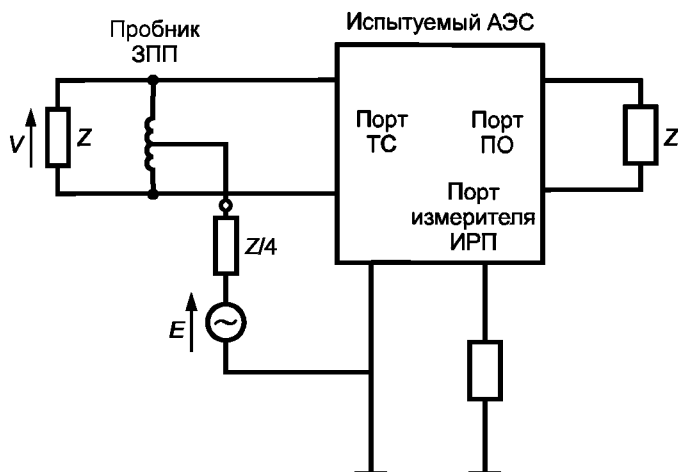 Пробник
ЗПП
Испытуемый АЭС
V
Z
Порт
ТС
Порт
ПО
Z
Порт
измерителя
ИРП
Z/4
E